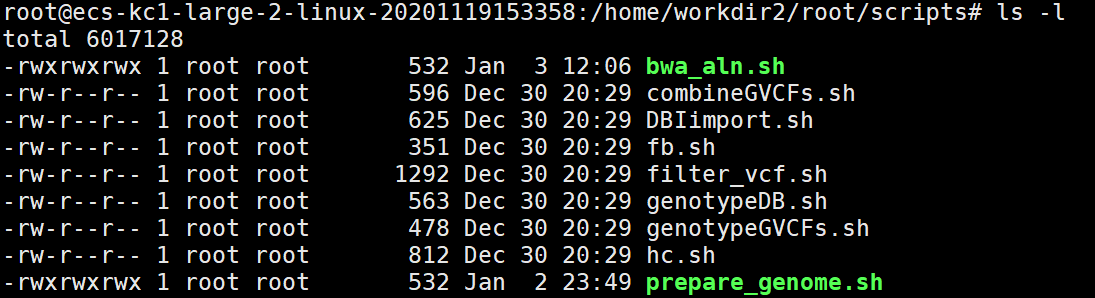 root@ecs-kc1-large-2-linux-20201119153358:/home/workdir2/root/scripts# ls -l
total 6017128
-rwxrwxrwx 1 root root       532 Jan  3 12:06 bwa_aln.sh
-rw-r--r-- 1 root root       596 Dec 30 20:29 combineGVCFs.sh
-rw-r--r-- 1 root root       625 Dec 30 20:29 DBIimport.sh
-rw-r--r-- 1 root root       351 Dec 30 20:29 fb.sh
-rw-r--r-- 1 root root      1292 Dec 30 20:29 filter_vcf.sh
-rw-r--r-- 1 root root       563 Dec 30 20:29 genotypeDB.sh
-rw-r--r-- 1 root root       478 Dec 30 20:29 genotypeGVCFs.sh
-rw-r--r-- 1 root root       812 Dec 30 20:29 hc.sh
-rwxrwxrwx 1 root root       532 Jan  2 23:49 prepare_genome.sh